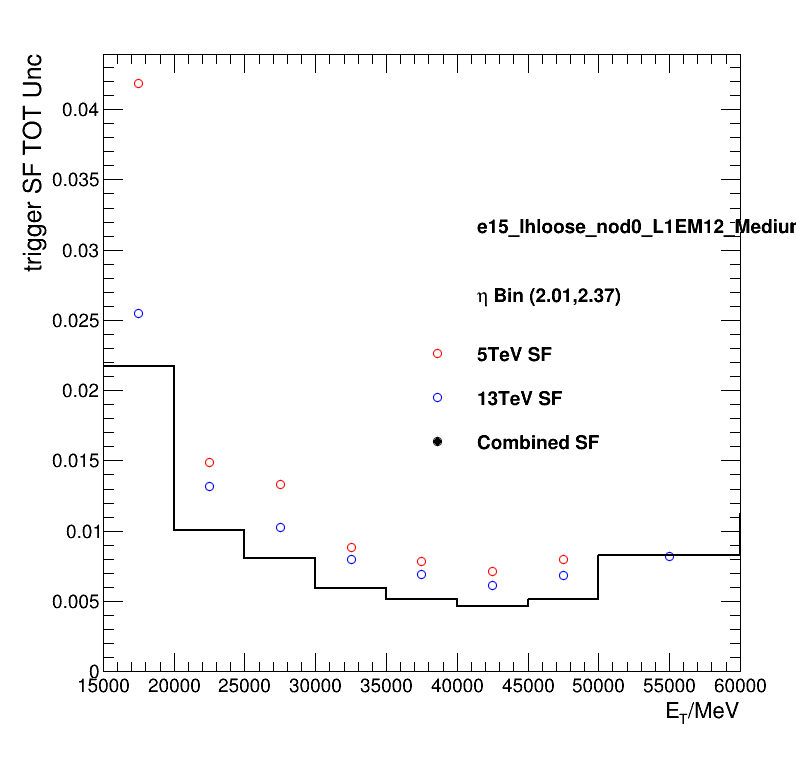 trigger SF TOT Unc
0.04
0.035
0.03
0.025
0.02
0.015
0.01
0.005
0
e15_lhloose_nod0_L1EM12_Medium
η Bin (2.01,2.37)
5TeV SF
13TeV SF
Combined SF
15000 20000 25000 30000 35000 40000 45000 50000 55000 60000
E_T/MeV